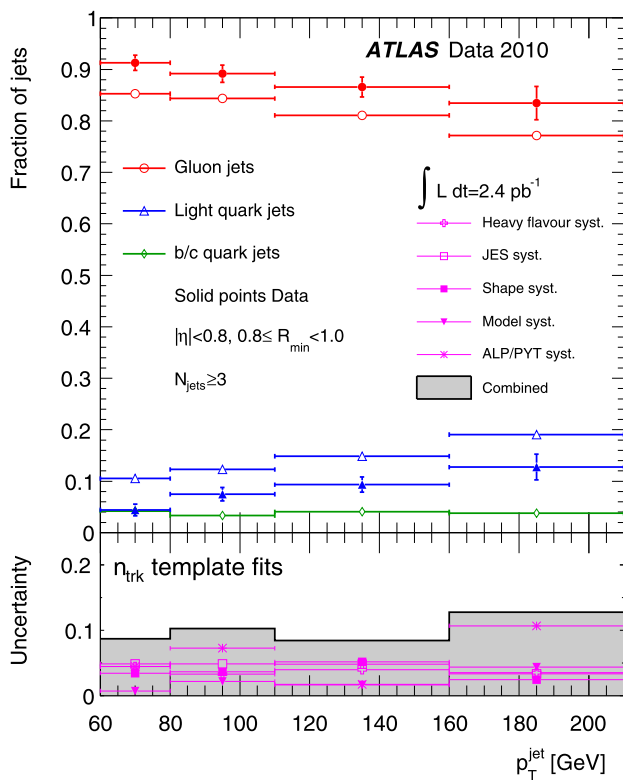 ATLAS Data 2010
Fraction of jets
1
0.9
0.8
0.7
0.6
0.5
0.4
0.3
0.2
0.1
0
Gluon jets
Light quark jets
b/c quark jets
Solid points Data
|η|<0.8, 0.8≤ R_min<1.0
N_jets≥3
∫ L dt=2.4 pb⁻¹
Heavy flavour syst.
JES syst.
Shape syst.
Model syst.
ALP/PYT syst.
Combined
n_trk template fits
Uncertainty
0.2
0.1
0
60 80 100 120 140 160 180 200
p_T^jet [GeV]